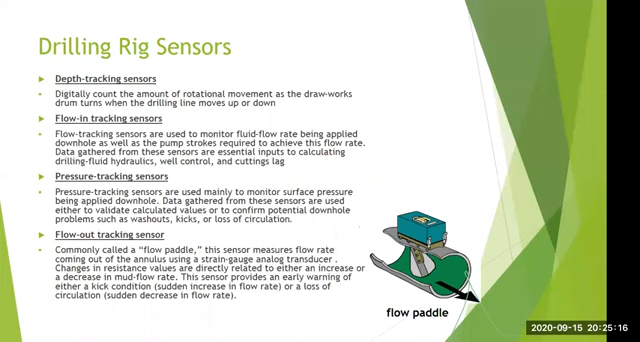 Drilling Rig Sensors
Depth-tracking sensors
Digitally count the amount of rotational movement as the draw-works
drum turns when the drilling line moves up or down
Flow-in tracking sensors
Flow-tracking sensors are used to monitor fluid-flow rate being applied
downhole as well as the pump strokes required to achieve this flow rate.
Data gathered from these sensors are essential inputs to calculating
drilling-fluid hydraulics, well control, and cuttings lag
Pressure-tracking sensors
Pressure-tracking sensors are used mainly to monitor surface pressure
being applied downhole. Data gathered from these sensors are used
either to validate calculated values or to confirm potential downhole
problems such as washouts, kicks, or loss of circulation.
Flow-out tracking sensor
Commonly called a “flow paddle,” this sensor measures flow rate
coming out of the annulus using a strain-gauge analog transducer .
Changes in resistance values are directly related to either an increase or
a decrease in mud-flow rate. This sensor provides an early warning of
either a kick condition (sudden increase in flow rate) or a loss of
circulation (sudden decrease in flow rate).
flow paddle
2020-09-15 20:25:16